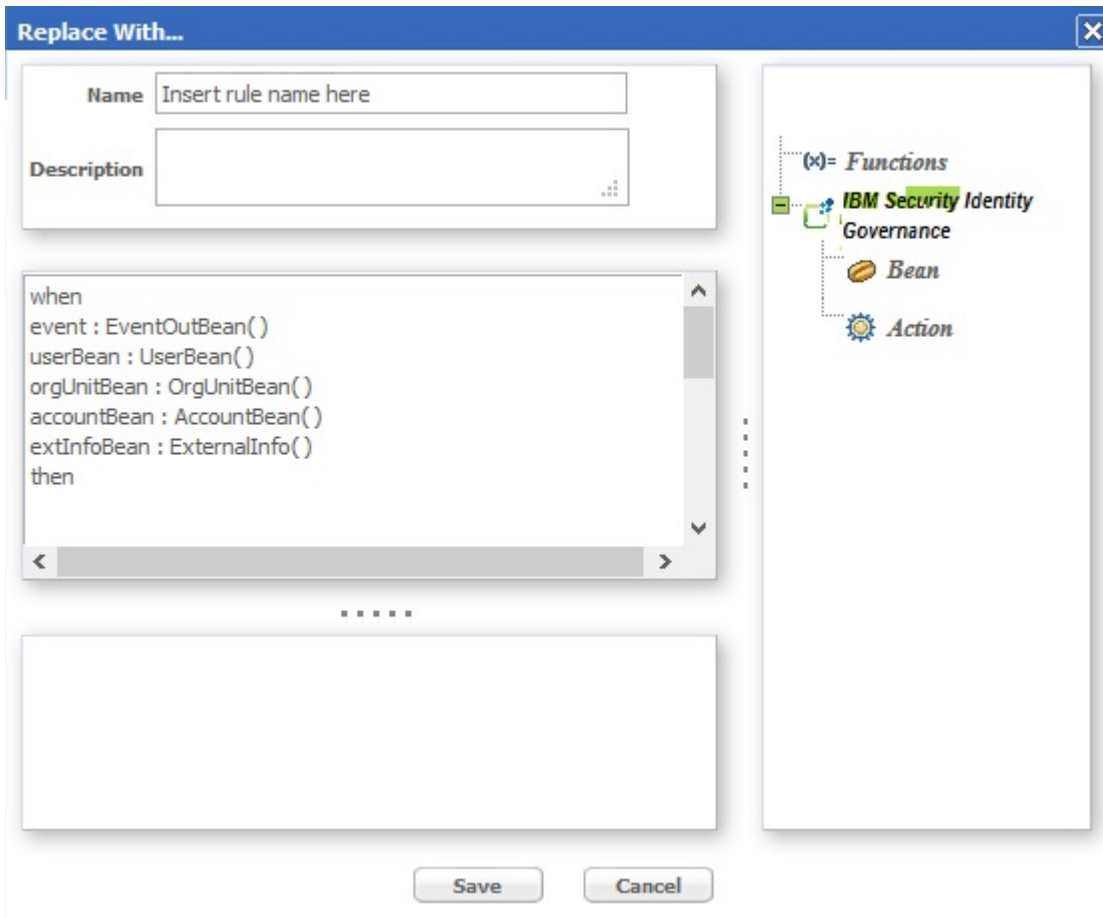 Replace With...
Name Insert rule name here
Description
when
event : EventOutBean( )
userBean : UserBean( )
orgUnitBean : OrgUnitBean( )
accountBean : AccountBean( )
extInfoBean : ExternalInfo( )
then
(x)= Functions
IBM Security Identity
Governance
Bean
Action
Save Cancel